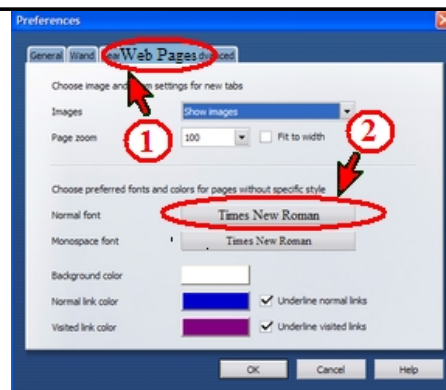 Preferences
General Wand Web Pages
Choose image and settings for new tabs
Images Show images
1
Page zoom 100 Fit to width
2
Choose preferred fonts and colors for pages without specific style
Normal font Times New Roman
Monospace font Times New Roman
Background color
Normal link color Underline normal links
Visited link color Underline visited links
OK Cancel Help